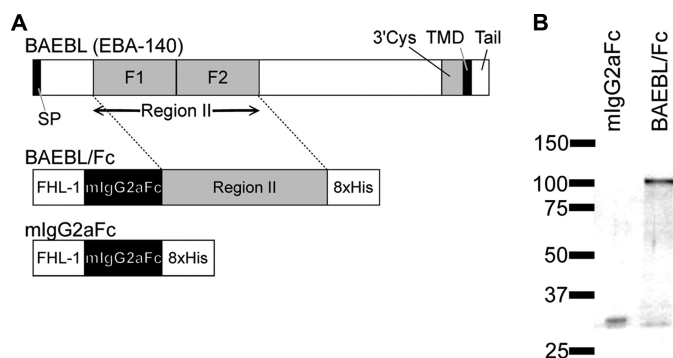 A
BAEBL (EBA-140)
3'Cys TMD Tail
F1 F2
SP
Region II
BAEBL/Fc
FHL-1 mIgG2aFc Region II 8xHis
mIgG2aFc
FHL-1 mIgG2aFc 8xHis
B
mIgG2aFc
BAEBL/Fc
150
100
75
50
37
25